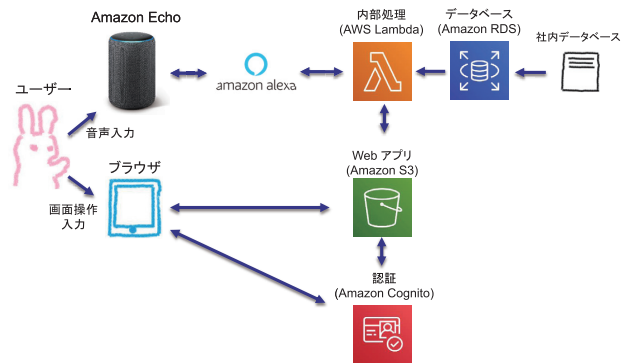 Amazon Echo
ユーザー
音声入力
amazon alexa
内部処理
(AWS Lambda)
データベース
(Amazon RDS)
社内データベース
ブラウザ
画面操作
入力
Web アプリ
(Amazon S3)
認証
(Amazon Cognito)